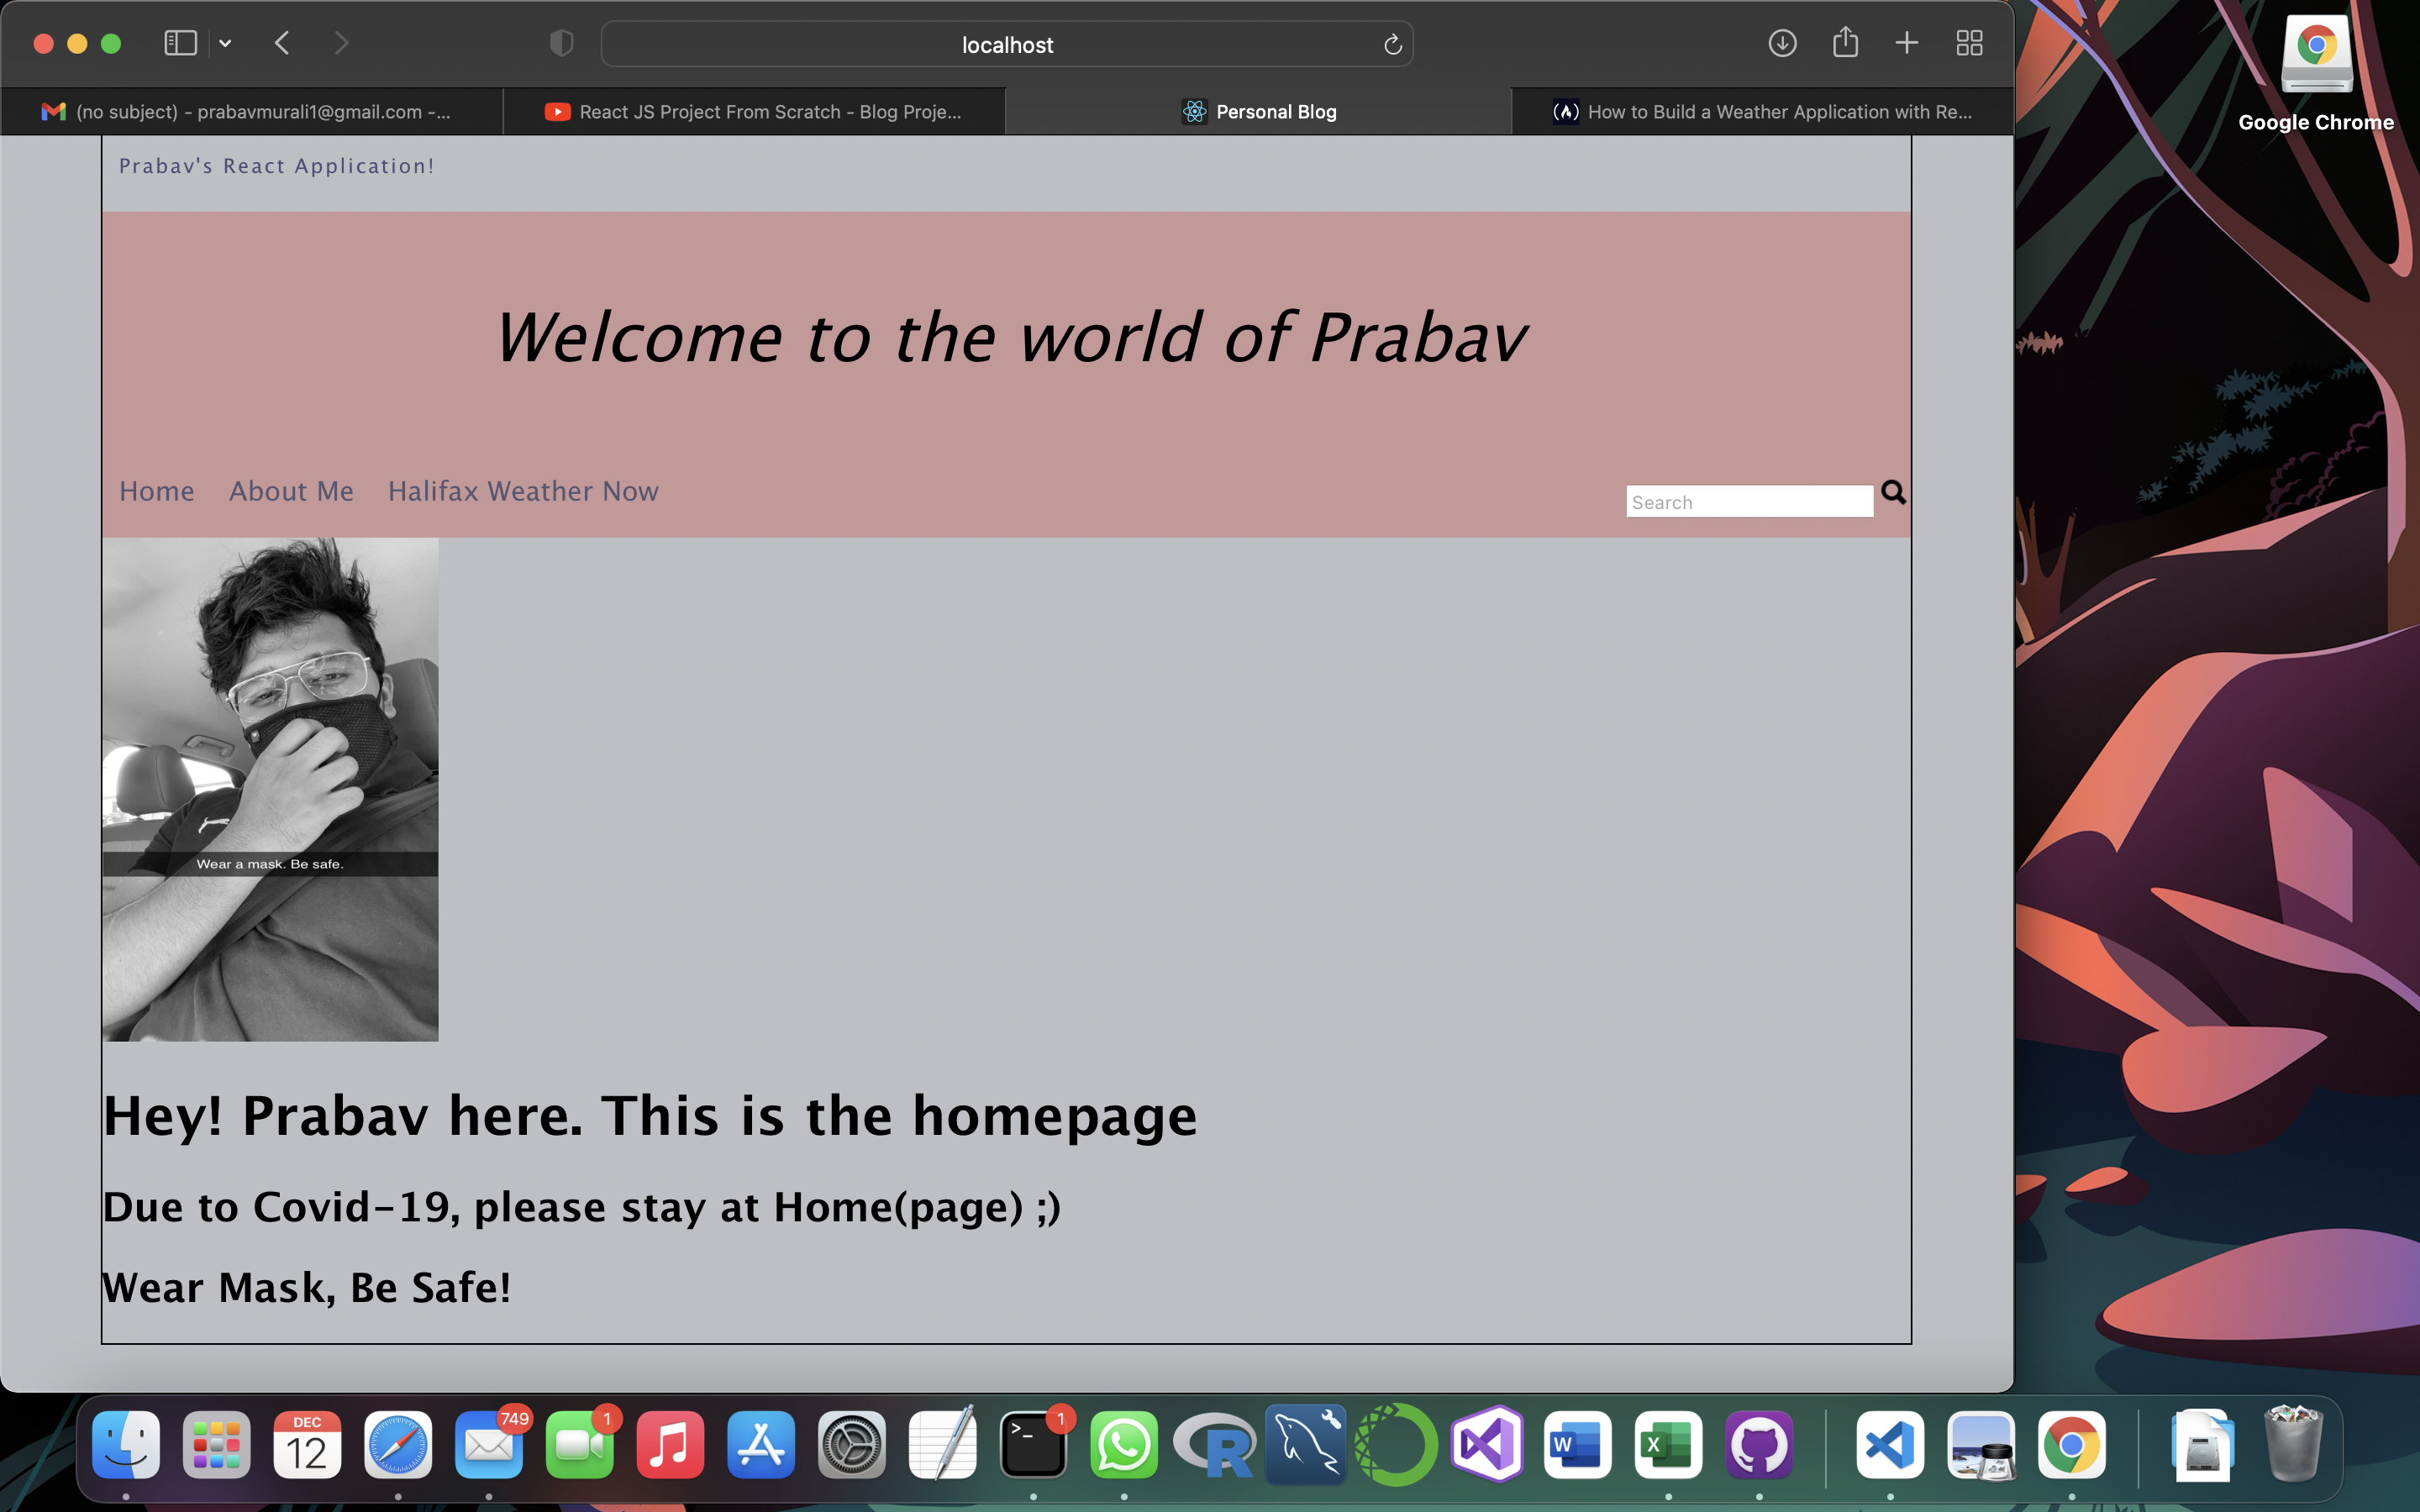 localhost
(no subject) - prabavmurali1@gmail.com -...
React JS Project From Scratch - Blog Proje...
Personal Blog
How to Build a Weather Application with Re...
Google Chrome
Prabav's React Application!
Welcome to the world of Prabav
Home
About Me
Halifax Weather Now
Search
Wear a mask. Be safe.
Hey! Prabav here. This is the homepage
Due to Covid-19, please stay at Home(page) ;)
Wear Mask, Be Safe!
DEC
12
749
1
>_
1
R
W
X